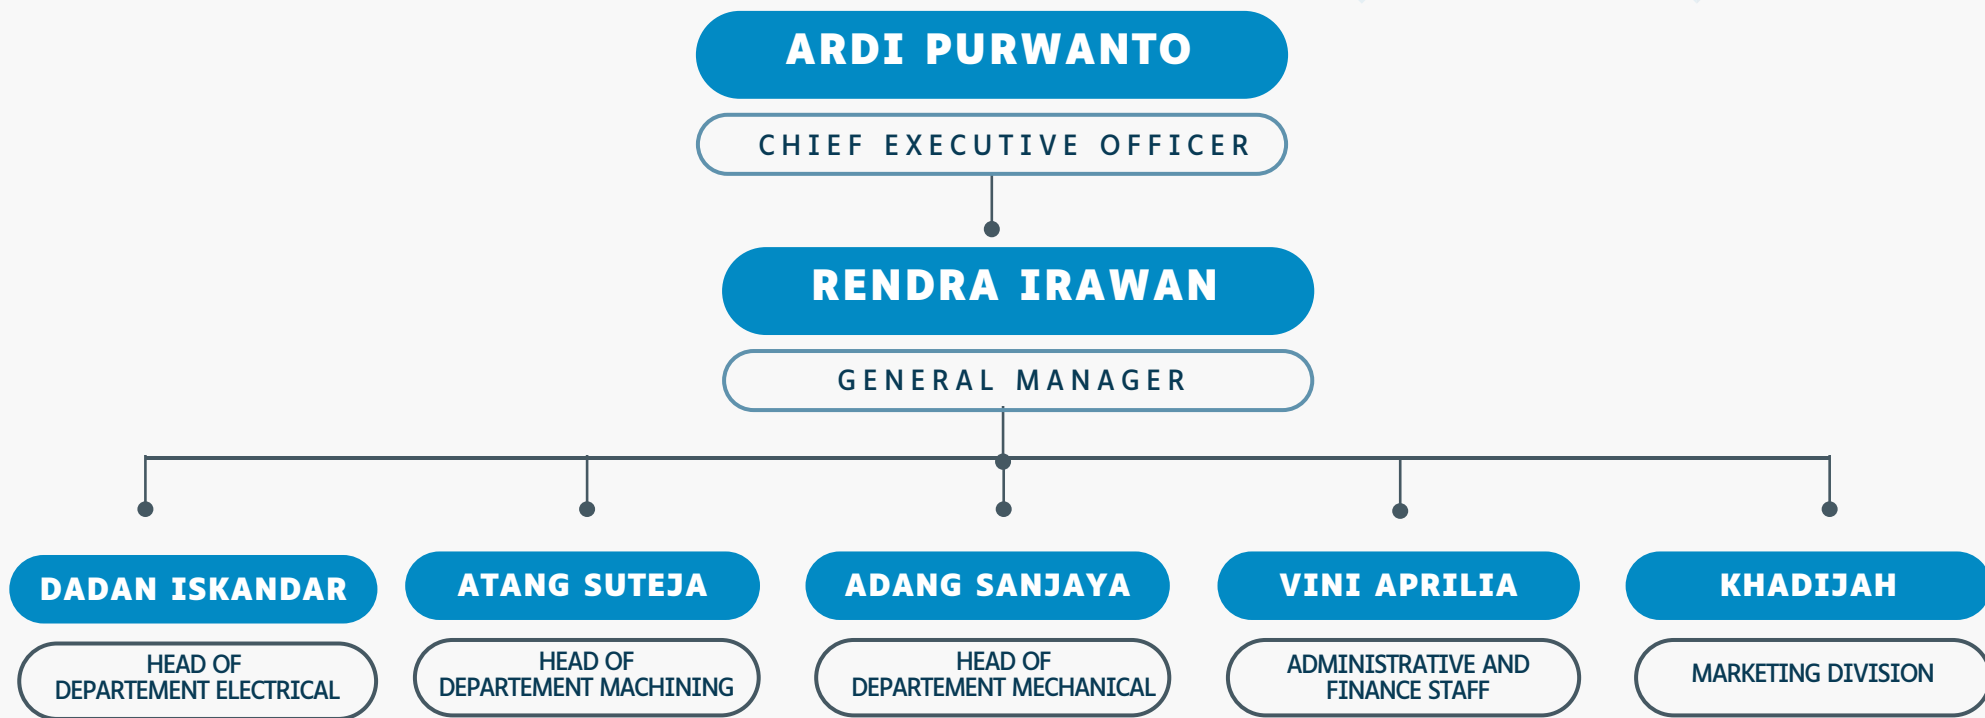 ARDI PURWANTO
CHIEF EXECUTIVE OFFICER
RENDRA IRAWAN
GENERAL MANAGER
DADAN ISKANDAR
HEAD OF
DEPARTEMENT ELECTRICAL
ATANG SUTEJA
HEAD OF
DEPARTEMENT MACHINING
ADANG SANJAYA
HEAD OF
DEPARTEMENT MECHANICAL
VINI APRILIA
ADMINISTRATIVE AND
FINANCE STAFF
KHADIJAH
MARKETING DIVISION